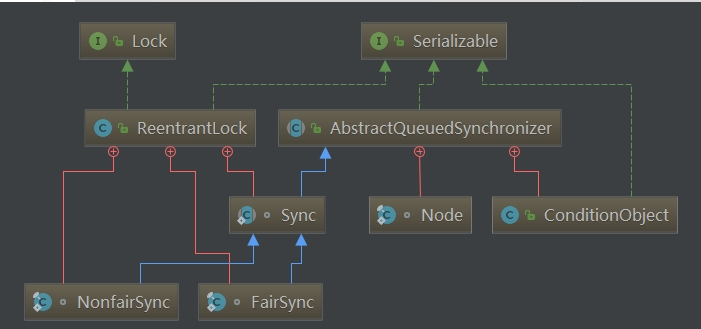 I Lock
I Serializable
C ReentrantLock
C AbstractQueuedSynchronizer
C Sync
C Node
C ConditionObject
C NonfairSync
C FairSync